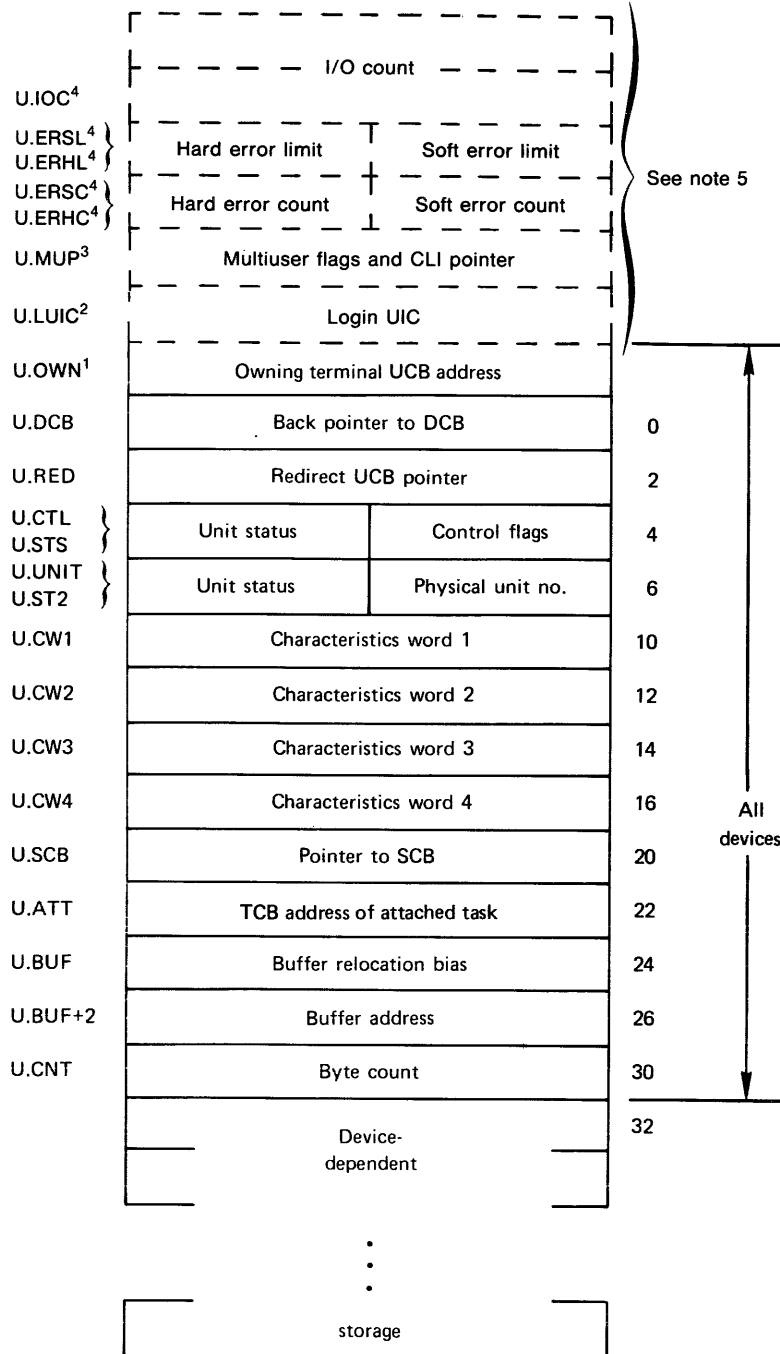 I/O count
U.IOC⁴
U.ERSL⁴ Hard error limit Soft error limit
U.ERHL⁴
See note 5
U.ERSC⁴ Hard error count Soft error count
U.ERHC⁴
U.MUP³ Multiuser flags and CLI pointer
U.LUIC² Login UIC
U.OWN¹ Owning terminal UCB address
U.DCB Back pointer to DCB 0
U.RED Redirect UCB pointer 2
U.CTL Unit status Control flags 4
U.STS
U.UNIT Unit status Physical unit no. 6
U.ST2
U.CW1 Characteristics word 1 10
U.CW2 Characteristics word 2 12
U.CW3 Characteristics word 3 14
U.CW4 Characteristics word 4 16
All
devices
U.SCB Pointer to SCB 20
U.ATT TCB address of attached task 22
U.BUF Buffer relocation bias 24
U.BUF+2 Buffer address 26
U.CNT Byte count 30
32
Device-
dependent
storage